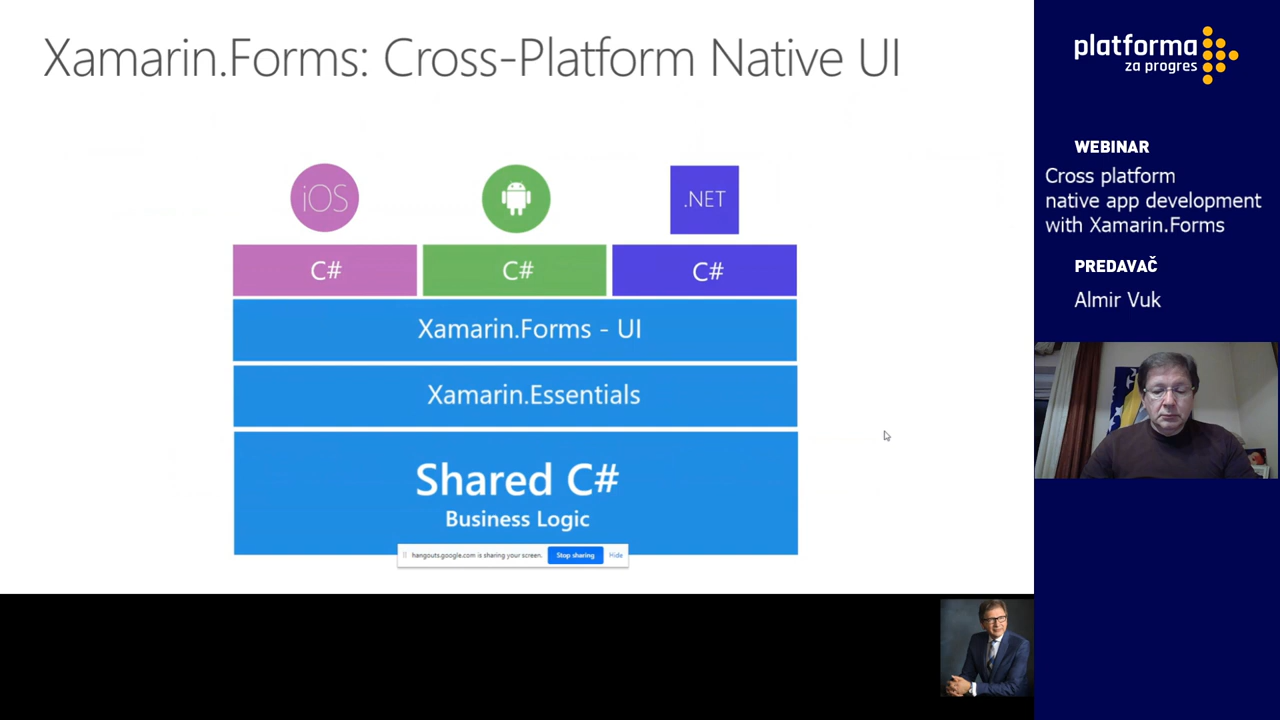 Xamarin.Forms: Cross-Platform Native UI
iOS
.NET
C#
C#
C#
Xamarin.Forms - UI
Xamarin.Essentials
Shared C#
Business Logic
hangouts.google.com is sharing your screen.
Stop sharing
Hide
platforma
za progres
WEBINAR
Cross platform
native app development
with Xamarin.Forms
PREDAVAČ
Almir Vuk